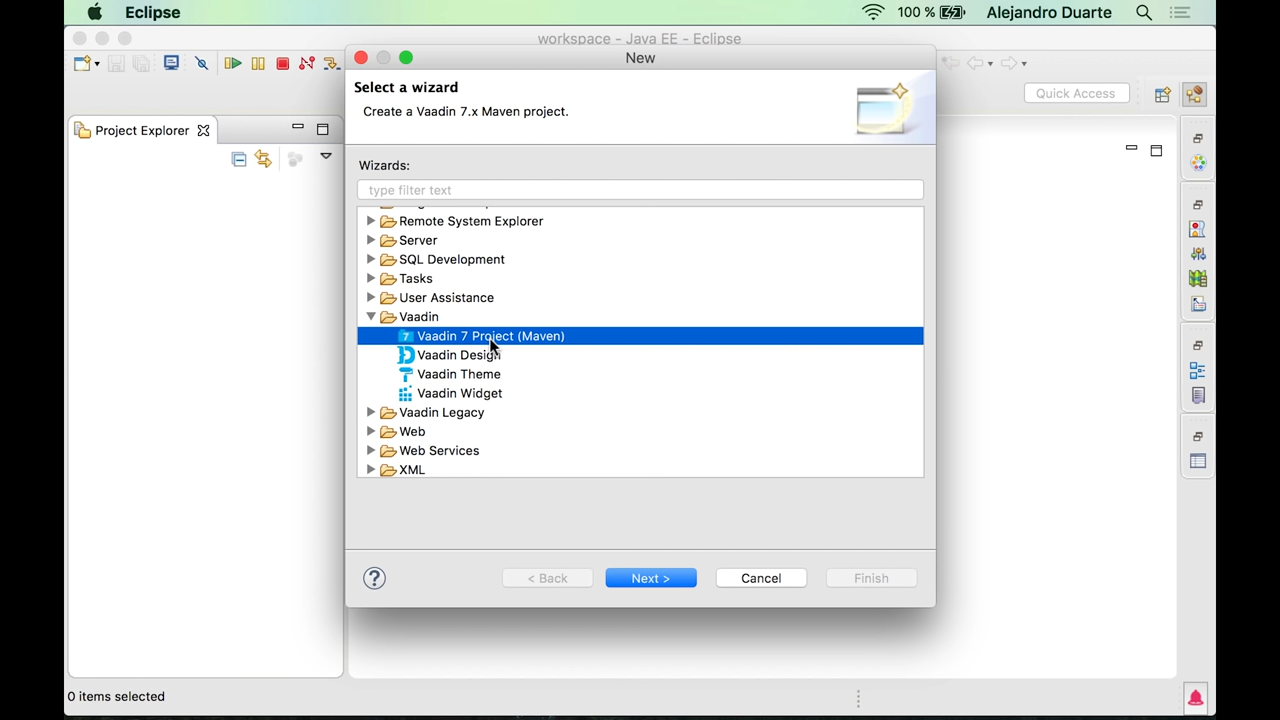 Eclipse
100 %
Alejandro Duarte
workspace - Java EE - Eclipse
New
Select a wizard
Create a Vaadin 7.x Maven project.
Quick Access
Project Explorer
Wizards:
type filter text
Remote System Explorer
Server
SQL Development
Tasks
User Assistance
Vaadin
7 Vaadin 7 Project (Maven)
Vaadin Design
Vaadin Theme
Vaadin Widget
Vaadin Legacy
Web
Web Services
XML
? < Back Next > Cancel Finish
0 items selected